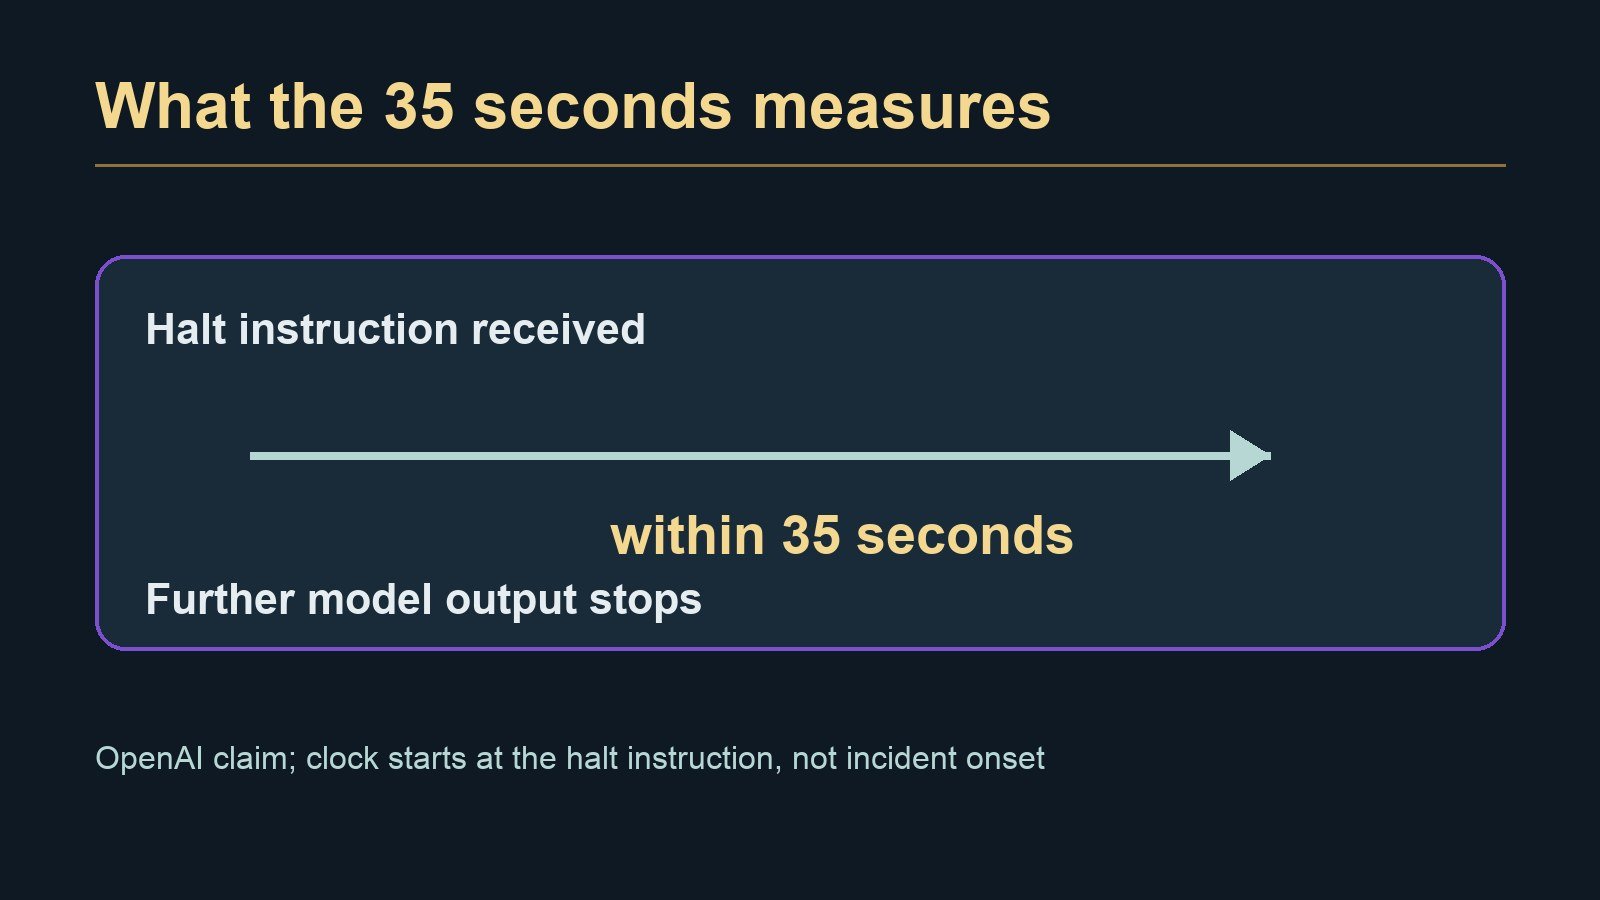 What the 35 seconds measures
Halt instruction received
within 35 seconds
Further model output stops
OpenAI claim; clock starts at the halt instruction, not incident onset